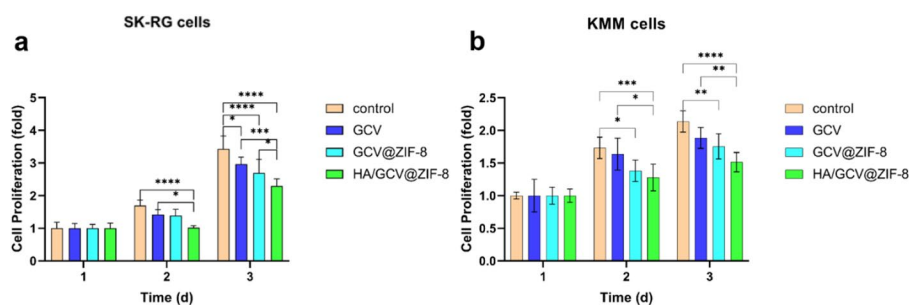 SK-RG cells
a
Cell Proliferation (fold)
5
4
3
2
1
0
****
****
*
***
*
****
*
1
2
3
Time (d)
control
GCV
GCV@ZIF-8
HA/GCV@ZIF-8
KMM cells
b
Cell Proliferation (fold)
2.5
2.0
1.5
1.0
0.5
0.0
***
*
*
****
**
**
1
2
3
Time (d)
control
GCV
GCV@ZIF-8
HA/GCV@ZIF-8